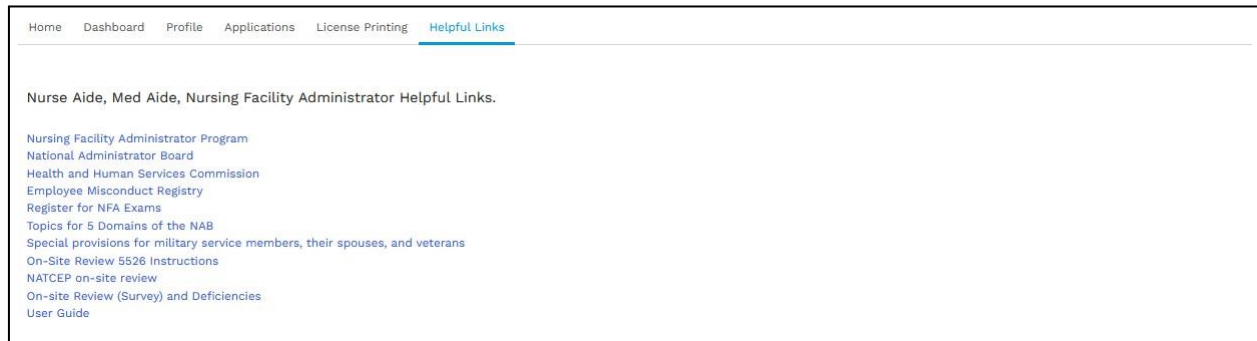 Home Dashboard Profile Applications License Printing Helpful Links
Nurse Aide, Med Aide, Nursing Facility Administrator Helpful Links.
Nursing Facility Administrator Program
National Administrator Board
Health and Human Services Commission
Employee Misconduct Registry
Register for NFA Exams
Topics for 5 Domains of the NAB
Special provisions for military service members, their spouses, and veterans
On-Site Review 5526 Instructions
NATCEP on-site review
On-site Review (Survey) and Deficiencies
User Guide